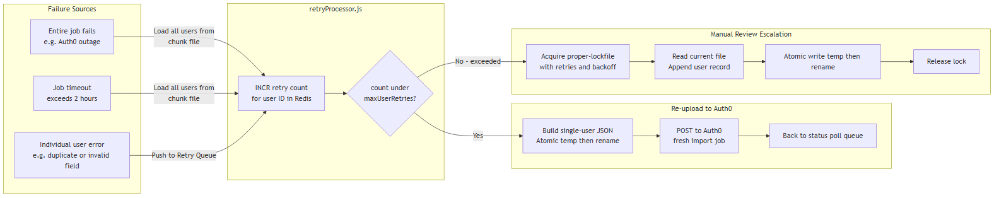 Failure Sources
Entire job fails
e.g. Auth0 outage
Job timeout
exceeds 2 hours
Individual user error
e.g. duplicate or invalid
field
Load all users from
chunk file
Load all users from
chunk file
Push to Retry Queue
retryProcessor.js
INCR retry count
for user ID in Redis
count under
maxUserRetries?
No - exceeded
Yes
Manual Review Escalation
Acquire proper-lockfile
with retries and backoff
Read current file
Append user record
Atomic write temp then
rename
Release lock
Re-upload to Auth0
Build single-user JSON
Atomic temp then rename
POST to Auth0
fresh import job
Back to status poll queue